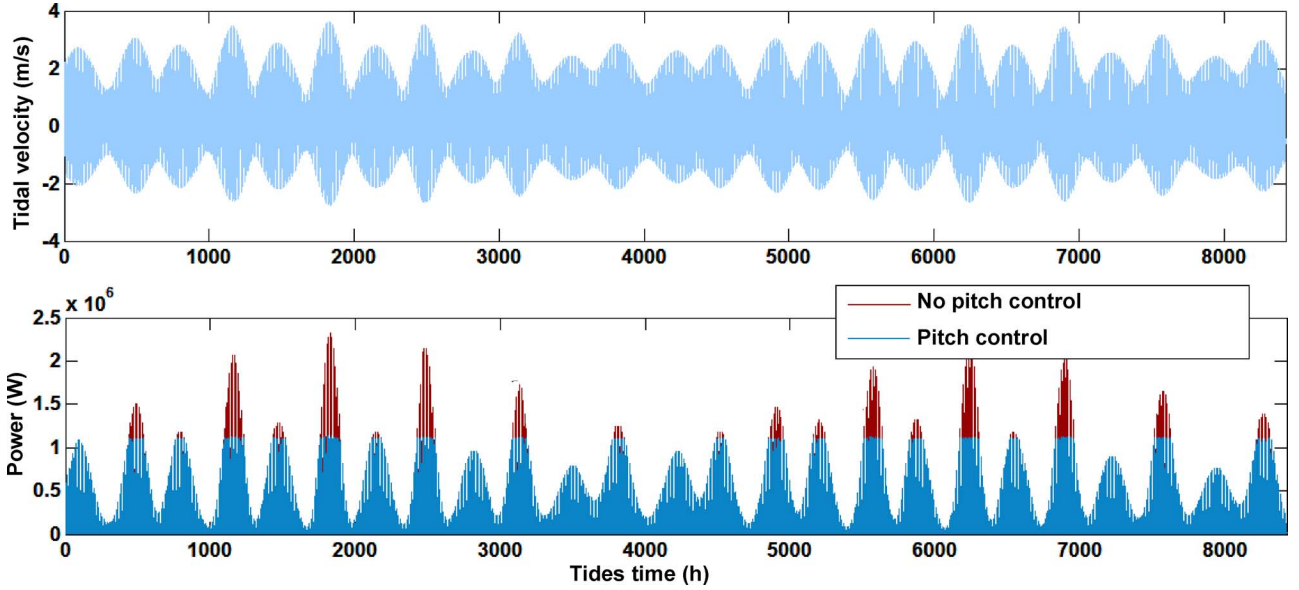 Tidal velocity (m/s)
4
2
0
-2
-4
0 1000 2000 3000 4000 5000 6000 7000 8000
x 10^6
No pitch control
Pitch control
Power (W)
2.5
2
1.5
1
0.5
0
0 1000 2000 3000 4000 5000 6000 7000 8000
Tides time (h)